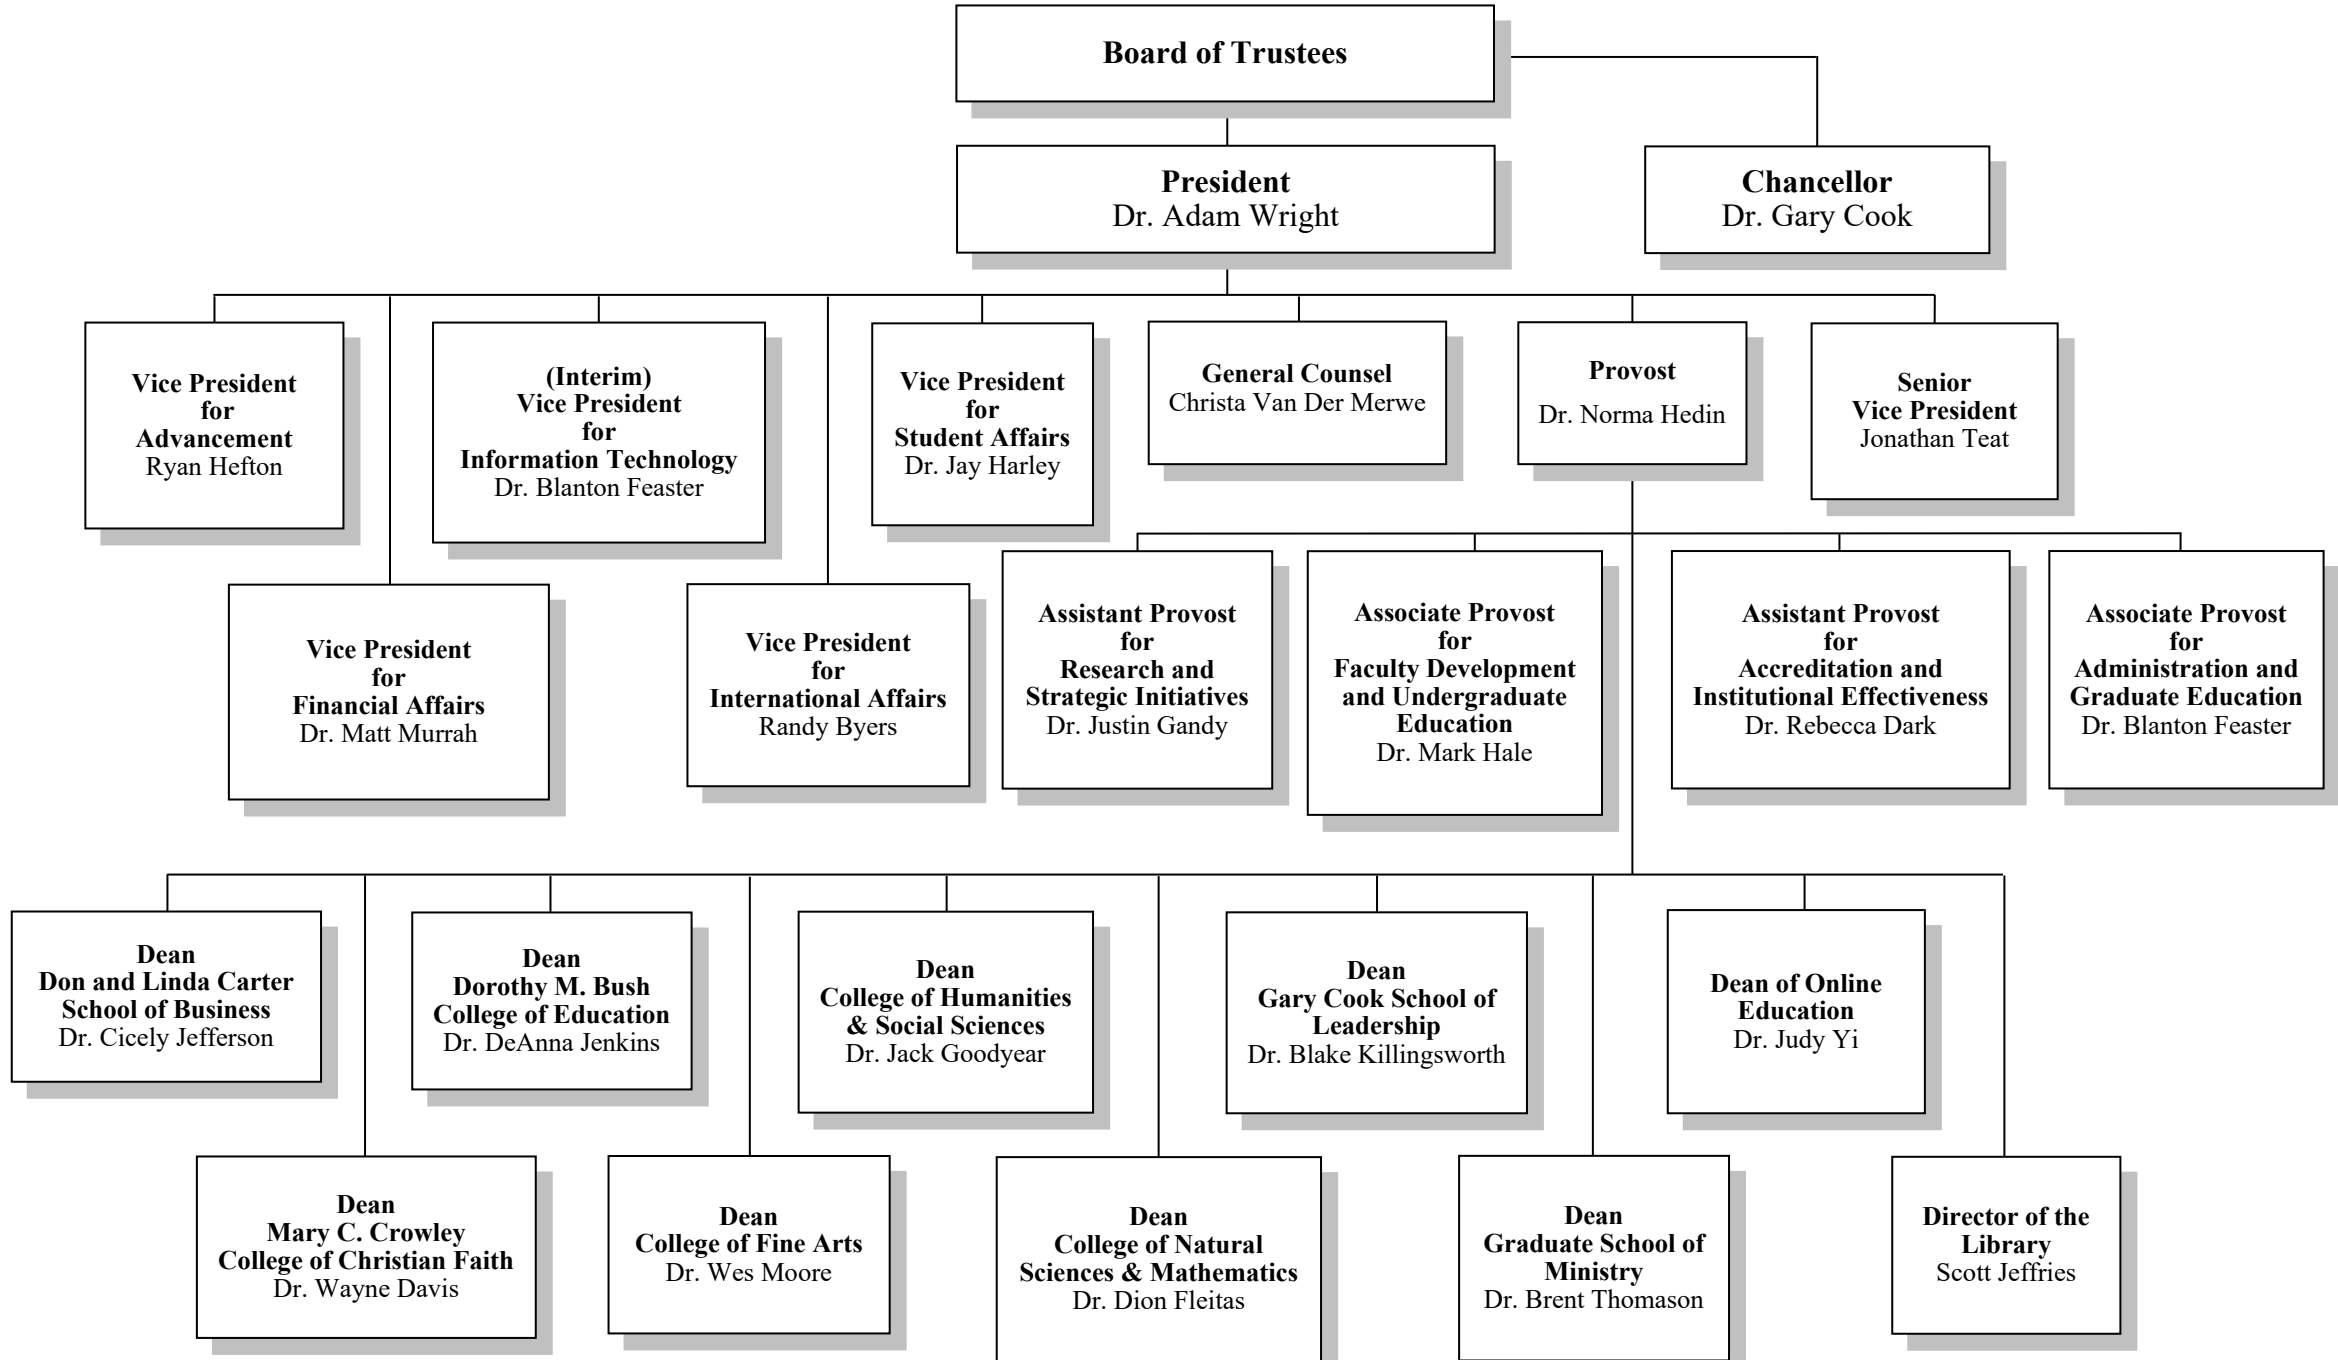 Board of Trustees
President
Dr. Adam Wright
Chancellor
Dr. Gary Cook
Vice President
for
Advancement
Ryan Hefton
(Interim)
Vice President
for
Information Technology
Dr. Blanton Feaster
Vice President
for
Student Affairs
Dr. Jay Harley
General Counsel
Christa Van Der Merwe
Provost
Dr. Norma Hedin
Senior
Vice President
Jonathan Teat
Vice President
for
Financial Affairs
Dr. Matt Murrah
Vice President
for
International Affairs
Randy Byers
Assistant Provost
for
Research and
Strategic Initiatives
Dr. Justin Gandy
Associate Provost
for
Faculty Development
and Undergraduate
Education
Dr. Mark Hale
Assistant Provost
for
Accreditation and
Institutional Effectiveness
Dr. Rebecca Dark
Associate Provost
for
Administration and
Graduate Education
Dr. Blanton Feaster
Dean
Don and Linda Carter
School of Business
Dr. Cicely Jefferson
Dean
Dorothy M. Bush
College of Education
Dr. DeAnna Jenkins
Dean
College of Humanities
& Social Sciences
Dr. Jack Goodyear
Dean
Gary Cook School of
Leadership
Dr. Blake Killingsworth
Dean of Online
Education
Dr. Judy Yi
Dean
Mary C. Crowley
College of Christian Faith
Dr. Wayne Davis
Dean
College of Fine Arts
Dr. Wes Moore
Dean
College of Natural
Sciences & Mathematics
Dr. Dion Fleitas
Dean
Graduate School of
Ministry
Dr. Brent Thomason
Director of the
Library
Scott Jeffries